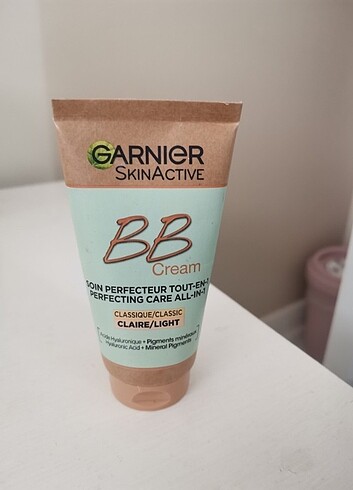 GARNIER
SKINACTIVE
BB
Cream
SOIN PERFECTEUR TOUT-EN-1
PERFECTING CARE ALL-IN-1
CLASSIQUE/CLASSIC
CLAIRE/LIGHT
Acide Hyaluronique + Pigments minéraux
Hyaluronic Acid + Mineral Pigments